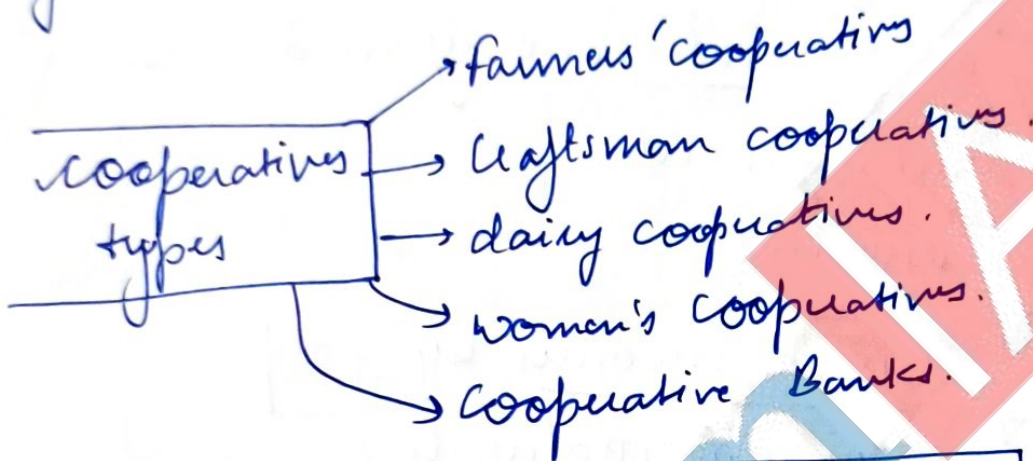 farmers' cooperatives
cooperatives
types
Craftsman cooperatives.
dairy cooperatives.
women's cooperatives.
Cooperative Banks.